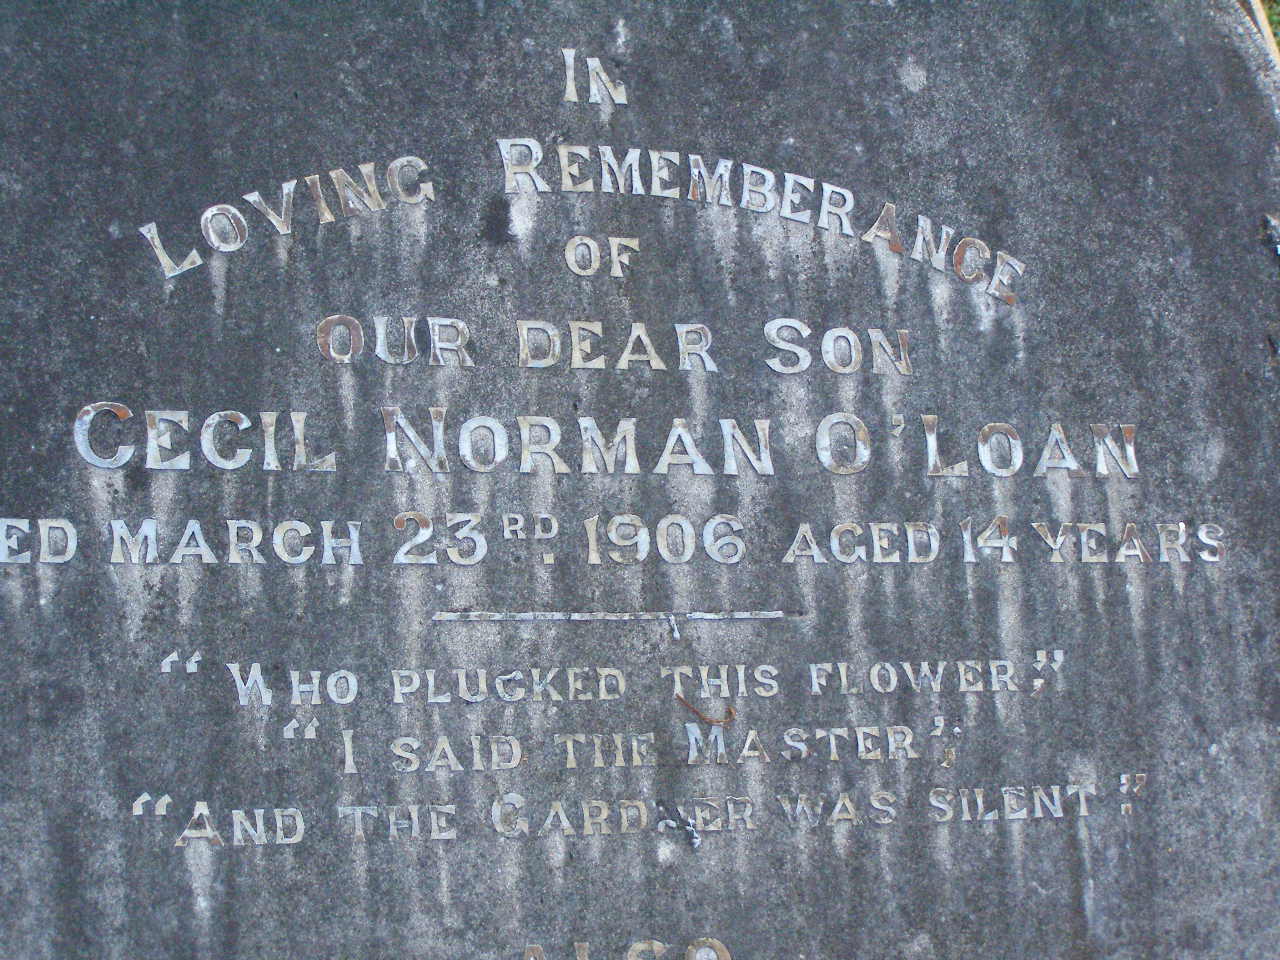 IN
LOVING REMEMBERANCE
OF
OUR DEAR SON
CECIL NORMAN O'LOAN
ED MARCH 23RD. 1906 AGED 14 YEARS
“WHO PLUCKED THIS FLOWER;”
“I SAID THE MASTER;’
“AND THE GARDNER WAS SILENT.”
ALSO